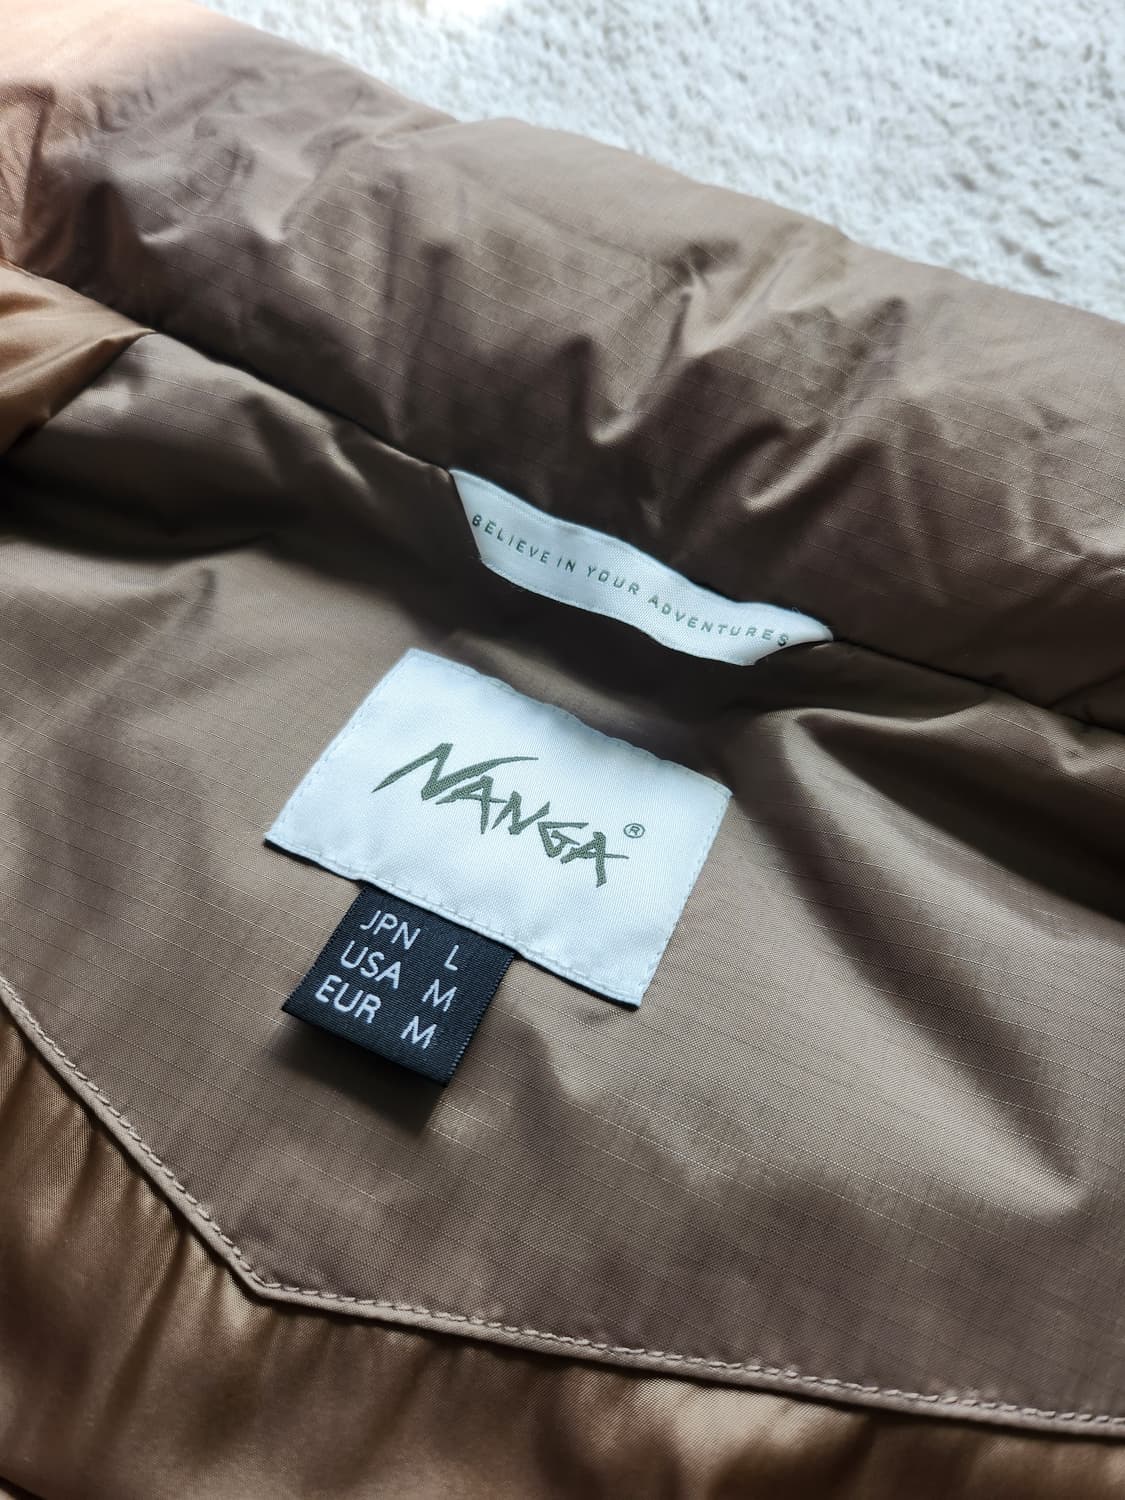 BELIEVE IN YOUR ADVENTURES
NANGA®
JPN L
USA M
EUR M